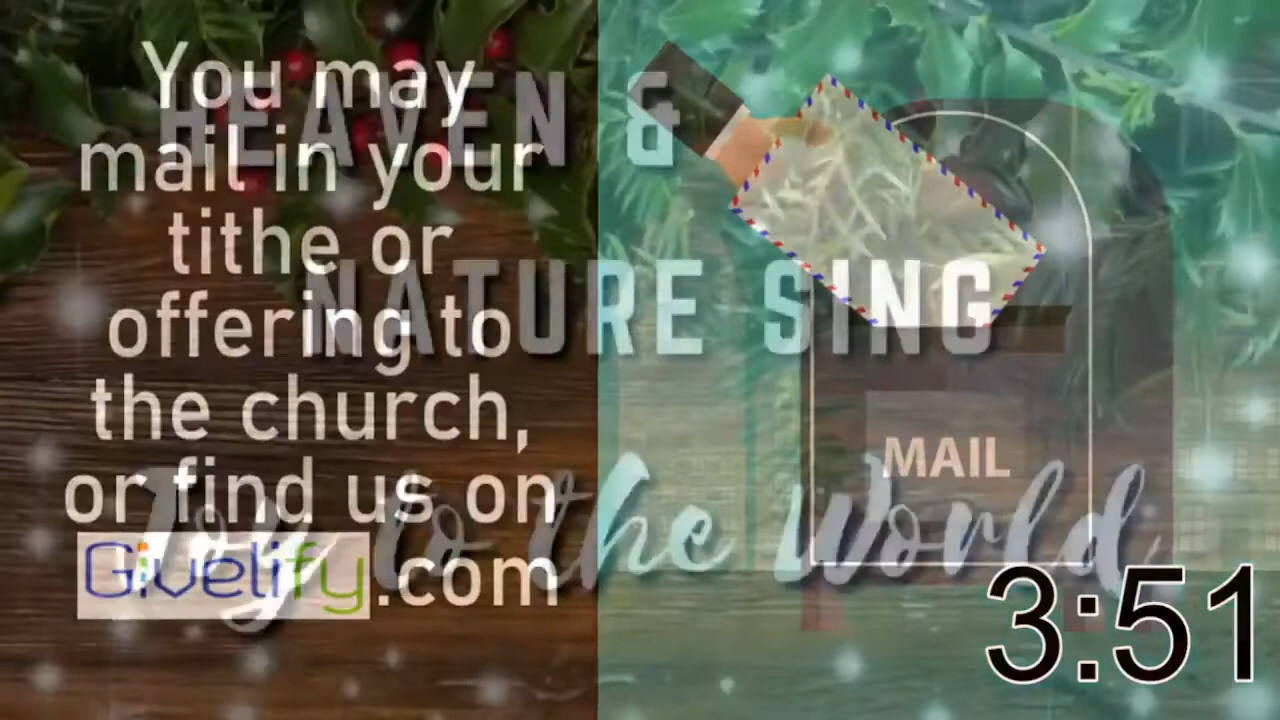 You may
mail in your
tithe or
offering to
the church,
or find us on
Givelify.com
HEAVEN &
NATURE SING
Joy to the World
MAIL
3:51